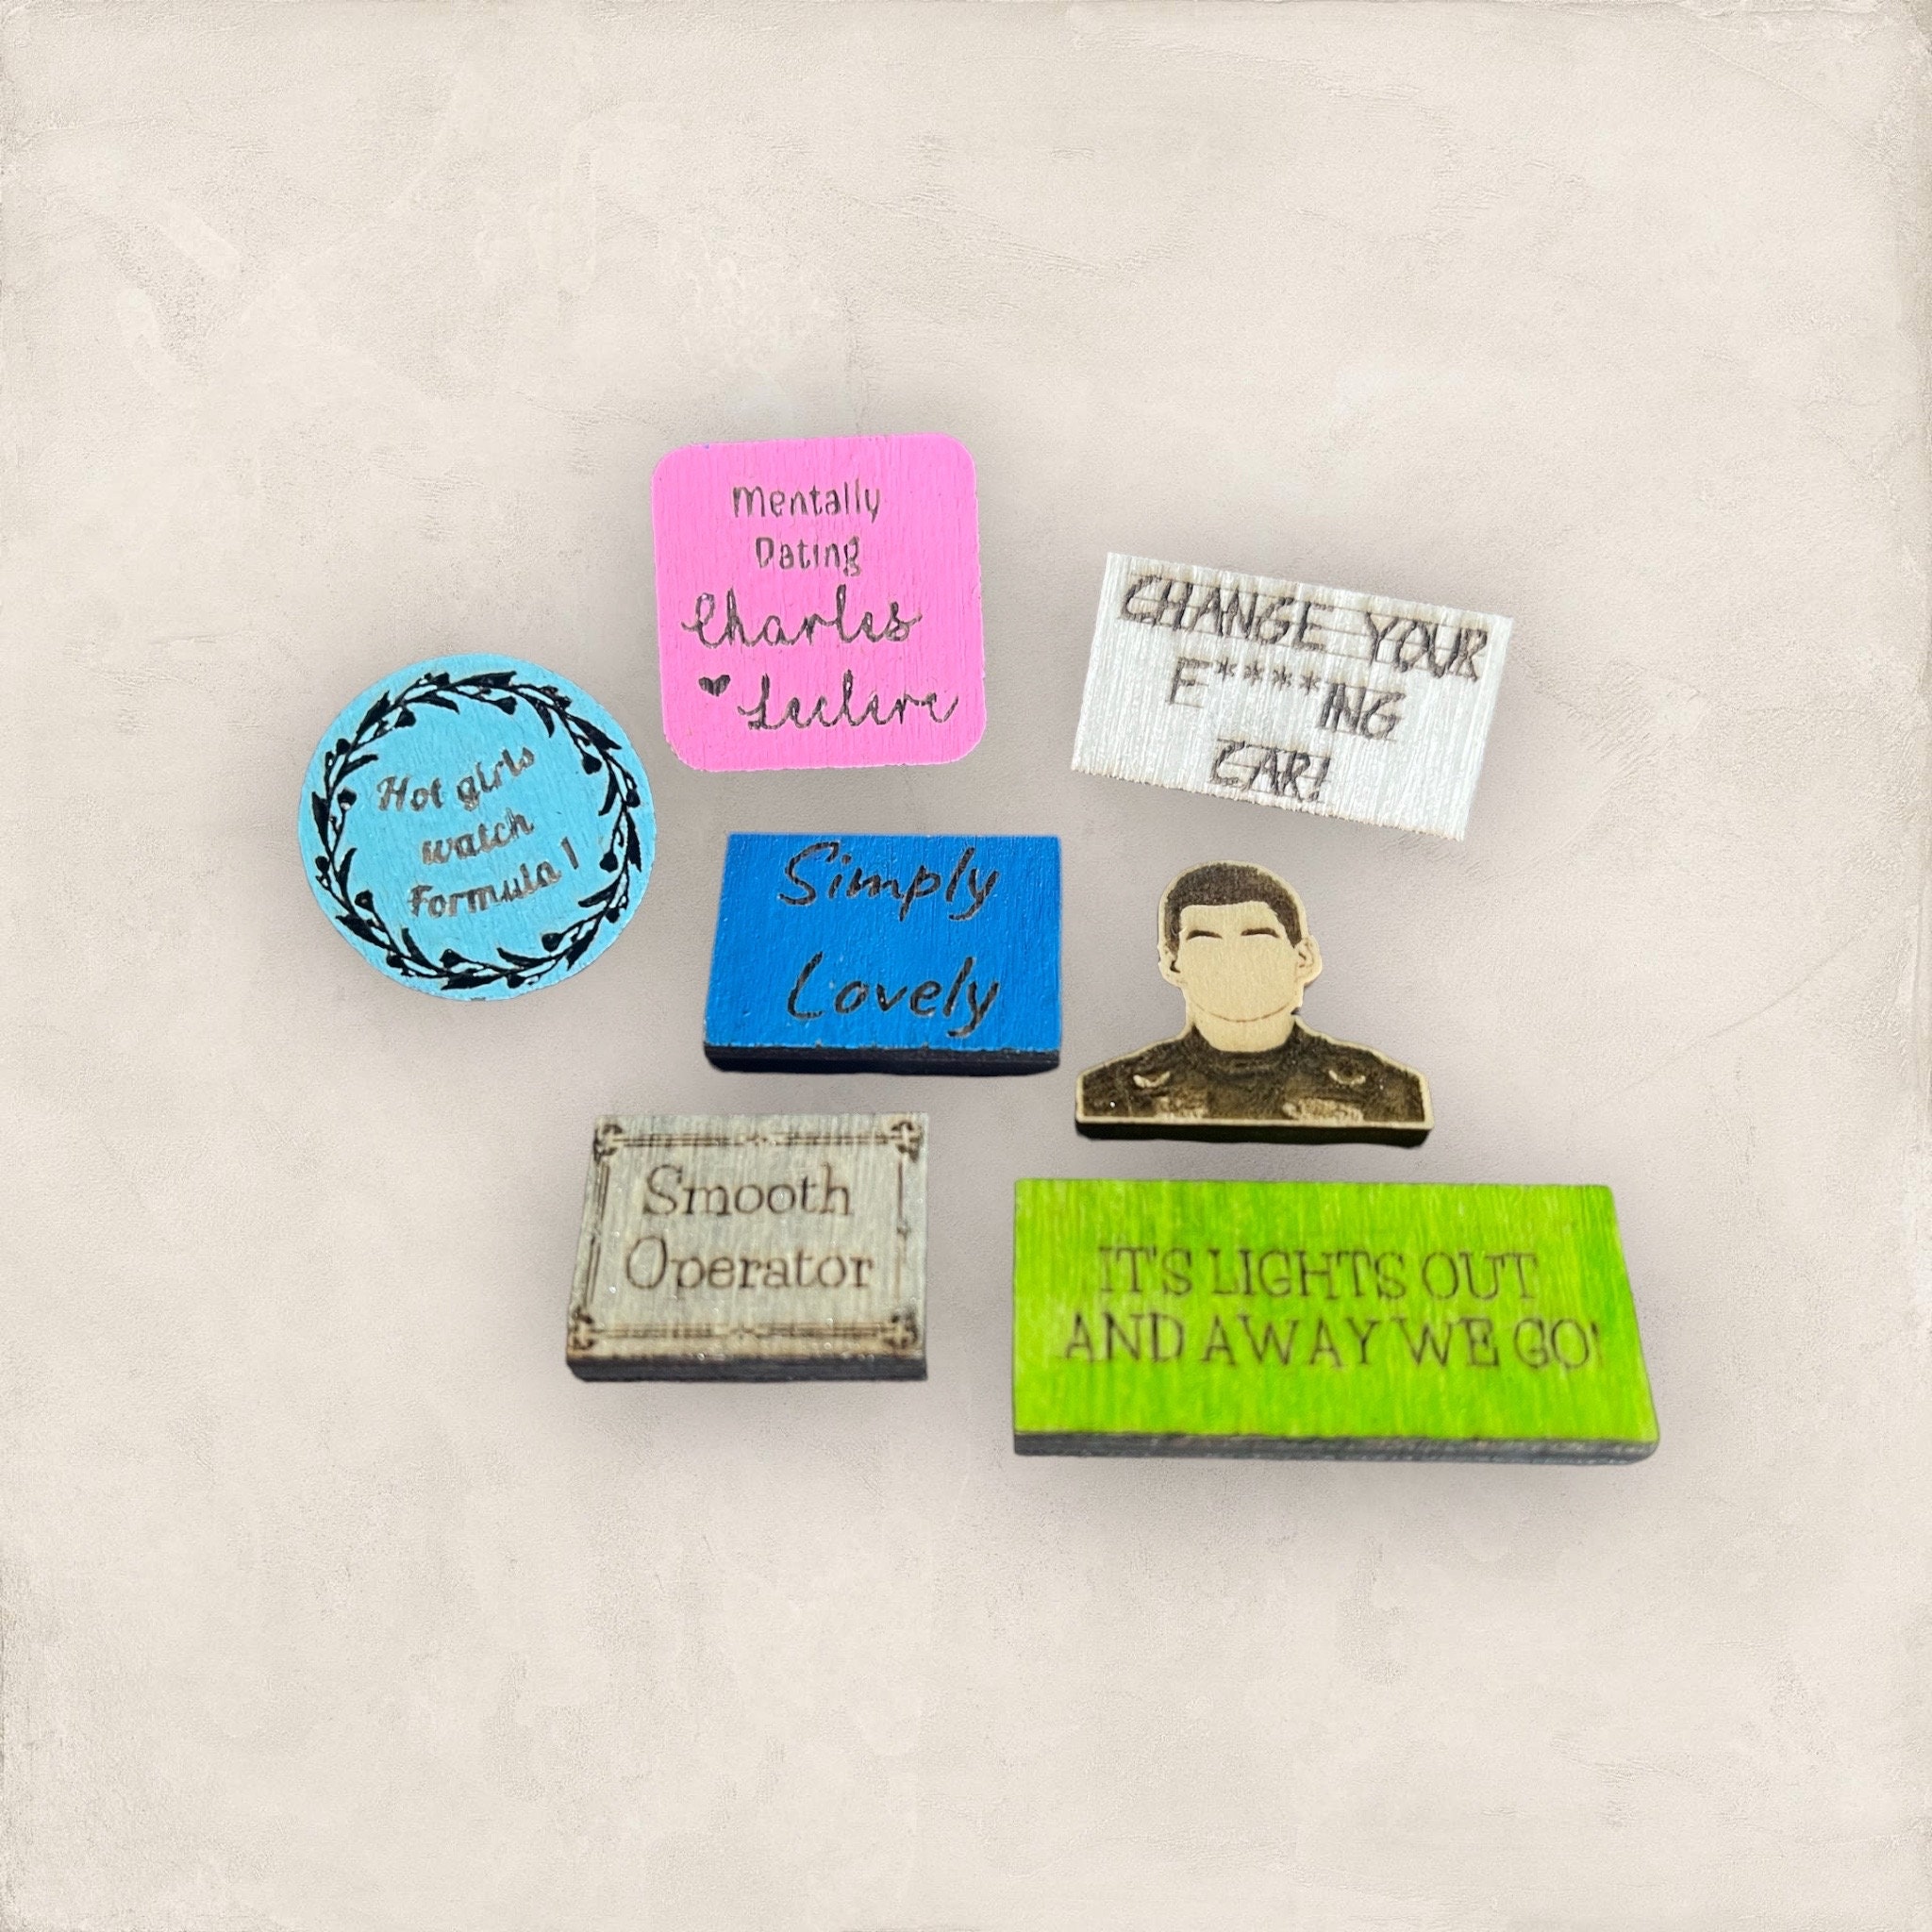 Mentally
Dating
Charles
Leclerc
CHANGE YOUR
F****ING
CAR!
Hot girls
watch
Formula 1
Simply
Lovely
Smooth
Operator
IT'S LIGHTS OUT
AND AWAY WE GO!